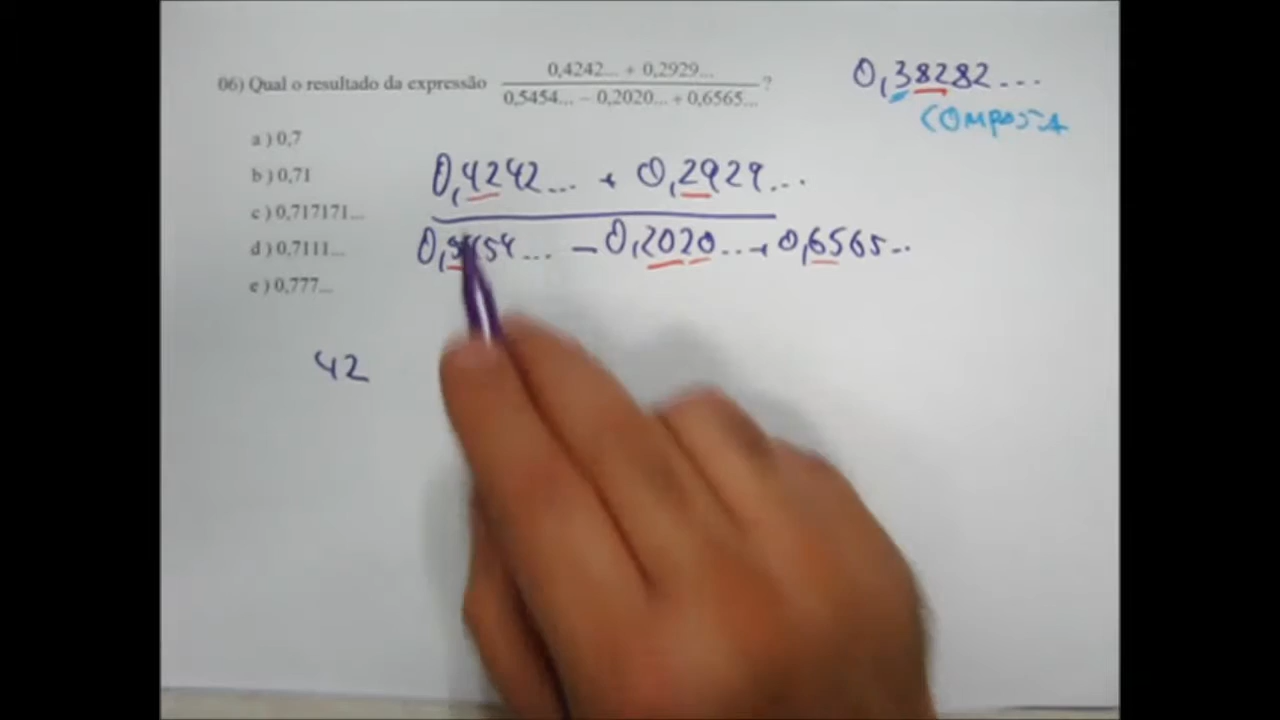 06) Qual o resultado da expressão 0,4242... + 0,2929... / 0,5454... – 0,2020... + 0,6565... ?
0,38282...
COMPOSTA
a ) 0,7
b ) 0,71
c ) 0,717171...
d ) 0,7111...
e ) 0,777...
0,4242... + 0,2929...
0,5454... - 0,2020... + 0,6565...
42